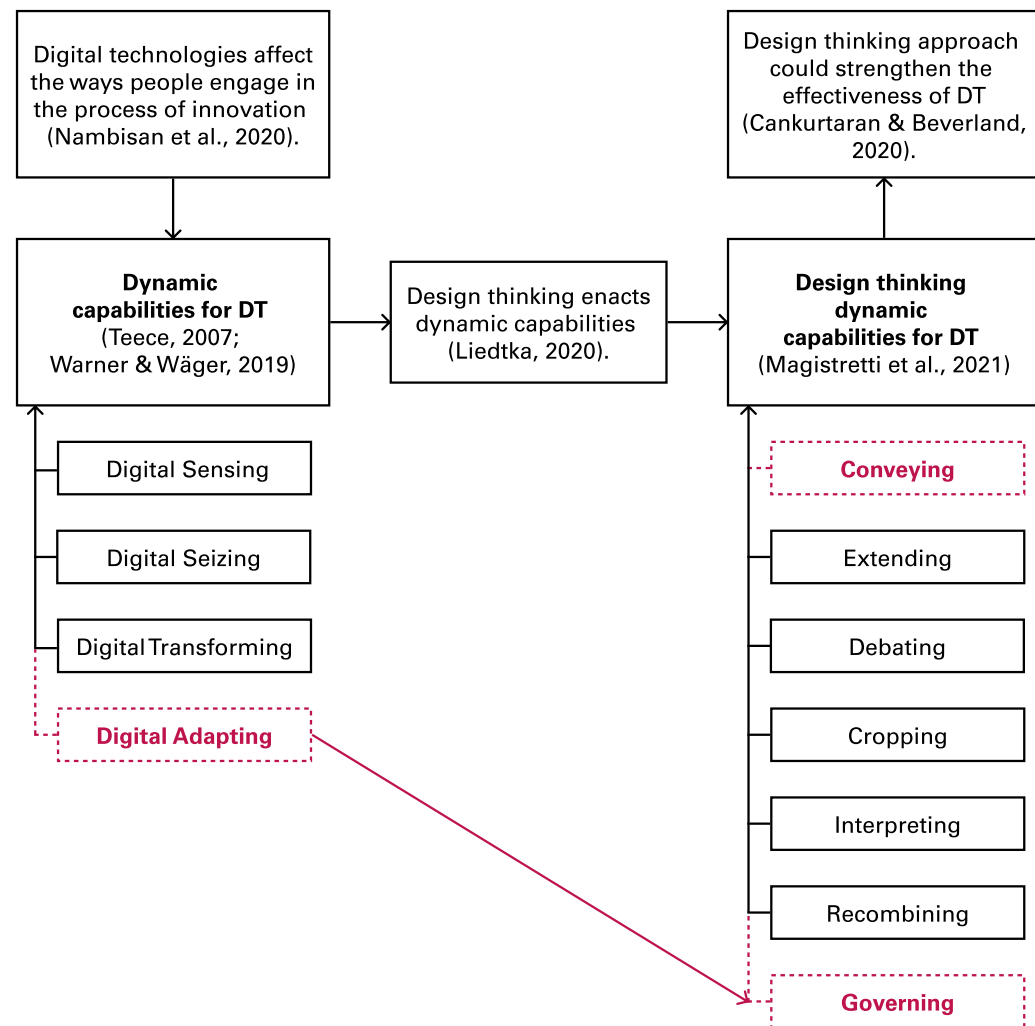 Digital technologies affect
the ways people engage in
the process of innovation
(Nambisan et al., 2020).
Design thinking approach
could strengthen the
effectiveness of DT
(Cankurtaran & Beverland,
2020).
Dynamic
capabilities for DT
(Teece, 2007;
Warner & Wäger, 2019)
Design thinking enacts
dynamic capabilities
(Liedtka, 2020).
Design thinking
dynamic
capabilities for DT
(Magistretti et al., 2021)
Digital Sensing
Digital Seizing
Digital Transforming
Digital Adapting
Conveying
Extending
Debating
Cropping
Interpreting
Recombining
Governing